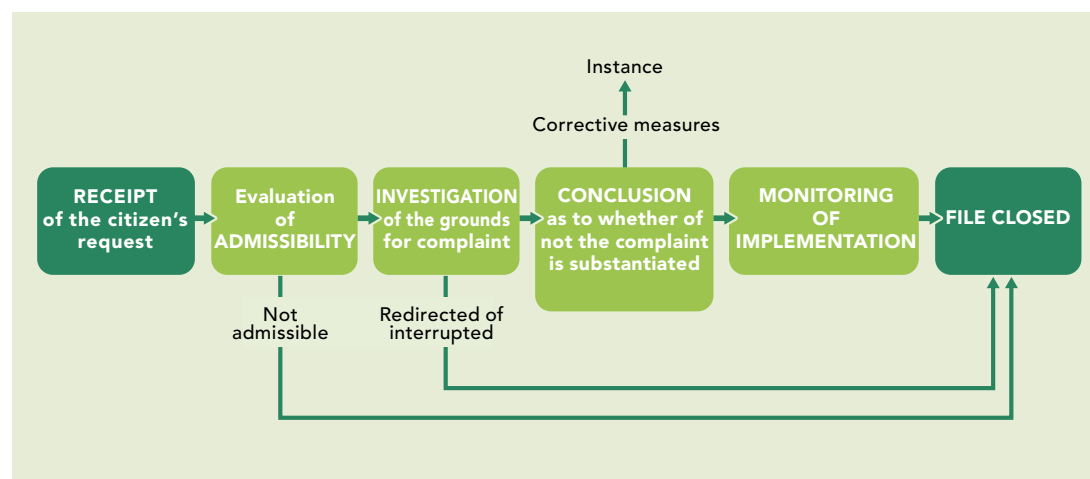 Instance
Corrective measures
RECEIPT
of the citizen's
request
Evaluation
of
ADMISSIBILITY
INVESTIGATION
of the grounds
for complaint
CONCLUSION
as to whether of
not the complaint
is substantiated
MONITORING
OF
IMPLEMENTATION
FILE CLOSED
Not
admissible
Redirected of
interrupted